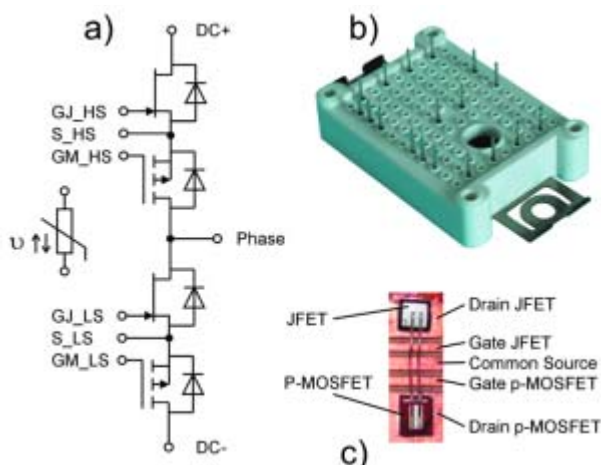 a)
DC+
GJ_HS
S_HS
GM_HS
υ
Phase
GJ_LS
S_LS
GM_LS
DC-
b)
JFET
Drain JFET
Gate JFET
Common Source
Gate p-MOSFET
P-MOSFET
Drain p-MOSFET
c)